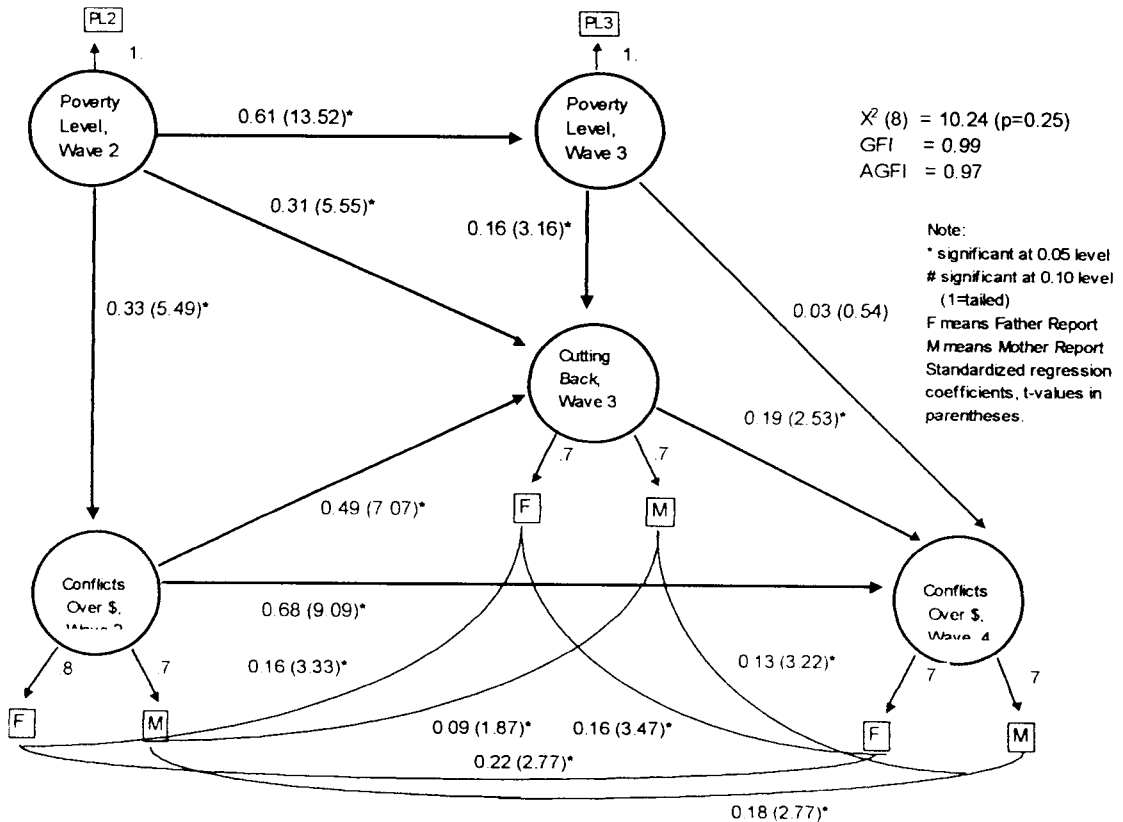 PL2
PL3
1.
1.
Poverty
Level,
Wave 2
0.61 (13.52)*
Poverty
Level,
Wave 3
X² (8) = 10.24 (p=0.25)
GFI = 0.99
AGFI = 0.97
0.31 (5.55)*
0.16 (3.16)*
Note:
* significant at 0.05 level
# significant at 0.10 level
(1=tailed)
F means Father Report
M means Mother Report
Standardized regression
coefficients, t-values in
parentheses.
0.33 (5.49)*
0.03 (0.54)
Cutting
Back,
Wave 3
0.19 (2.53)*
.7
.7
0.49 (7.07)*
F
M
Conflicts
Over $,
Conflicts
Over $,
Wave 4
0.68 (9.09)*
.8
.7
0.16 (3.33)*
0.13 (3.22)*
7
7
F
M
0.09 (1.87)*
0.16 (3.47)*
F
M
0.22 (2.77)*
0.18 (2.77)*